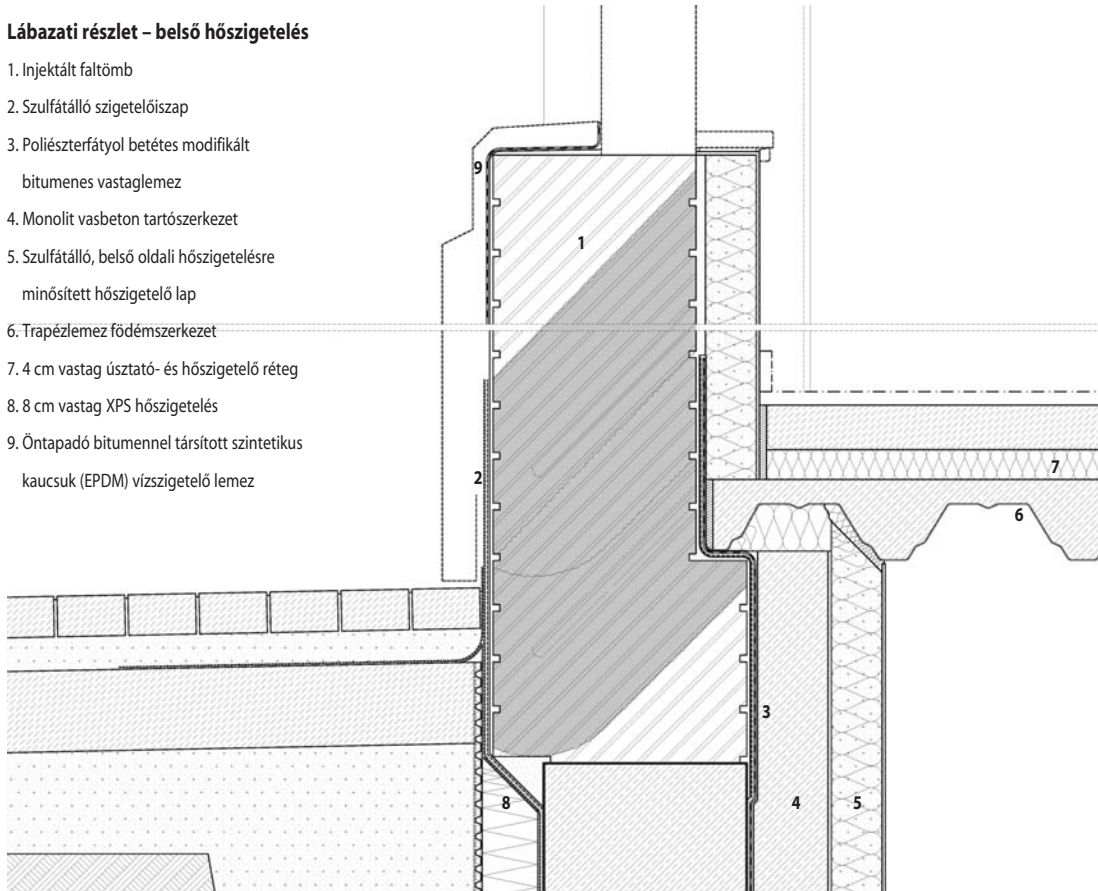 Lábazati részlet – belső hőszigetelés
1. Injektált faltömb
2. Szulfátálló szigetelőiszap
3. Poliészterfátyol betétes modifikált
bitumenes vastaglemez
4. Monolit vasbeton tartószerkezet
5. Szulfátálló, belső oldali hőszigetelésre
minősített hőszigetelő lap
6. Trapézlemez födémszerkezet
7. 4 cm vastag úsztató- és hőszigetelő réteg
8. 8 cm vastag XPS hőszigetelés
9. Öntapadó bitumennel társított szintetikus
kaucsuk (EPDM) vízszigetelő lemez
9
1
2
7
6
3
8
4
5